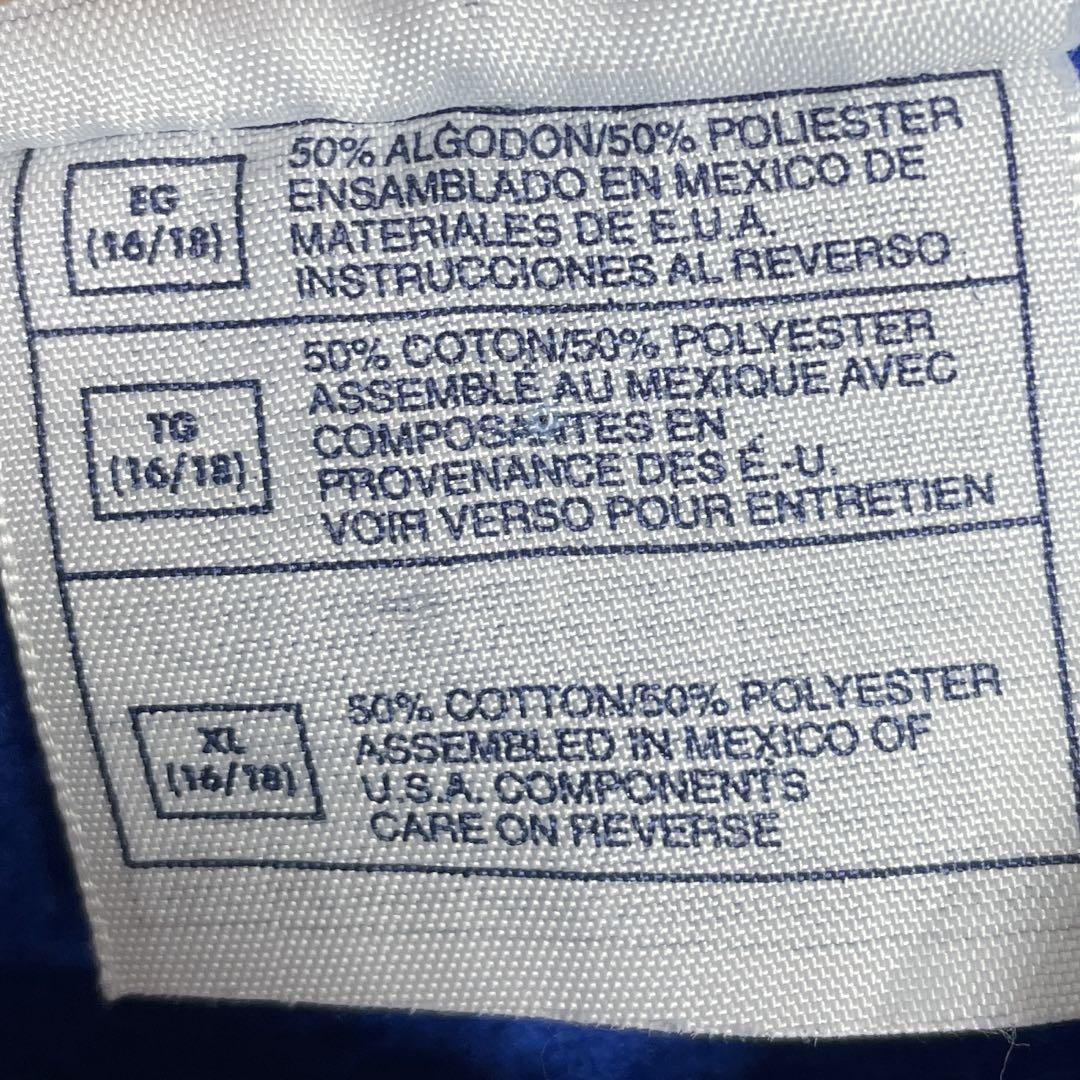 EG
(16/18)
50% ALGODON/50% POLIESTER
ENSAMBLADO EN MEXICO DE
MATERIALES DE E.U.A.
INSTRUCCIONES AL REVERSO
TG
(16/18)
50% COTON/50% POLYESTER
ASSEMBLÉ AU MEXIQUE AVEC
COMPOSANTES EN
PROVENANCE DES É.-U.
VOIR VERSO POUR ENTRETIEN
XL
(16/18)
50% COTTON/50% POLYESTER
ASSEMBLED IN MEXICO OF
U.S.A. COMPONENTS
CARE ON REVERSE